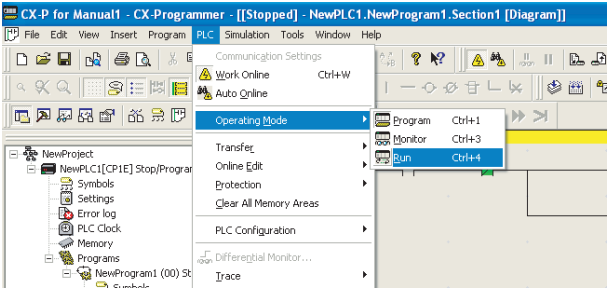 CX-P for Manual1 - CX-Programmer - [[Stopped] - NewPLC1.NewProgram1.Section1 [Diagram]]
File Edit View Insert Program PLC Simulation Tools Window Help
Communication Settings
Work Online Ctrl+W
Auto Online
Operating Mode
Program Ctrl+1
Monitor Ctrl+3
Run Ctrl+4
Transfer
Online Edit
Protection
Clear All Memory Areas
PLC Configuration
Differential Monitor...
Trace
NewProject
NewPLC1[CP1E] Stop/Program
Symbols
Settings
Error log
PLC Clock
Memory
Programs
NewProgram1 (00) St
Symbols